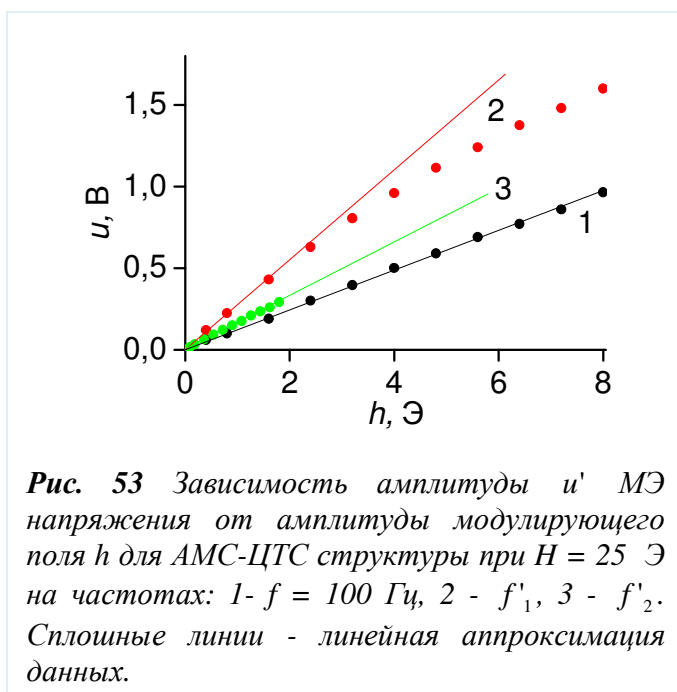 1,5
1,0
0,5
0,0
u, В
2
3
1
0
2
4
6
8
h, Э
Рис. 53 Зависимость амплитуды u' МЭ
напряжения от амплитуды модулирующего
поля h для АМС-ЦТС структуры при H = 25 Э
на частотах: 1- f = 100 Гц, 2 - f'₁, 3 - f'₂.
Сплошные линии - линейная аппроксимация
данных.